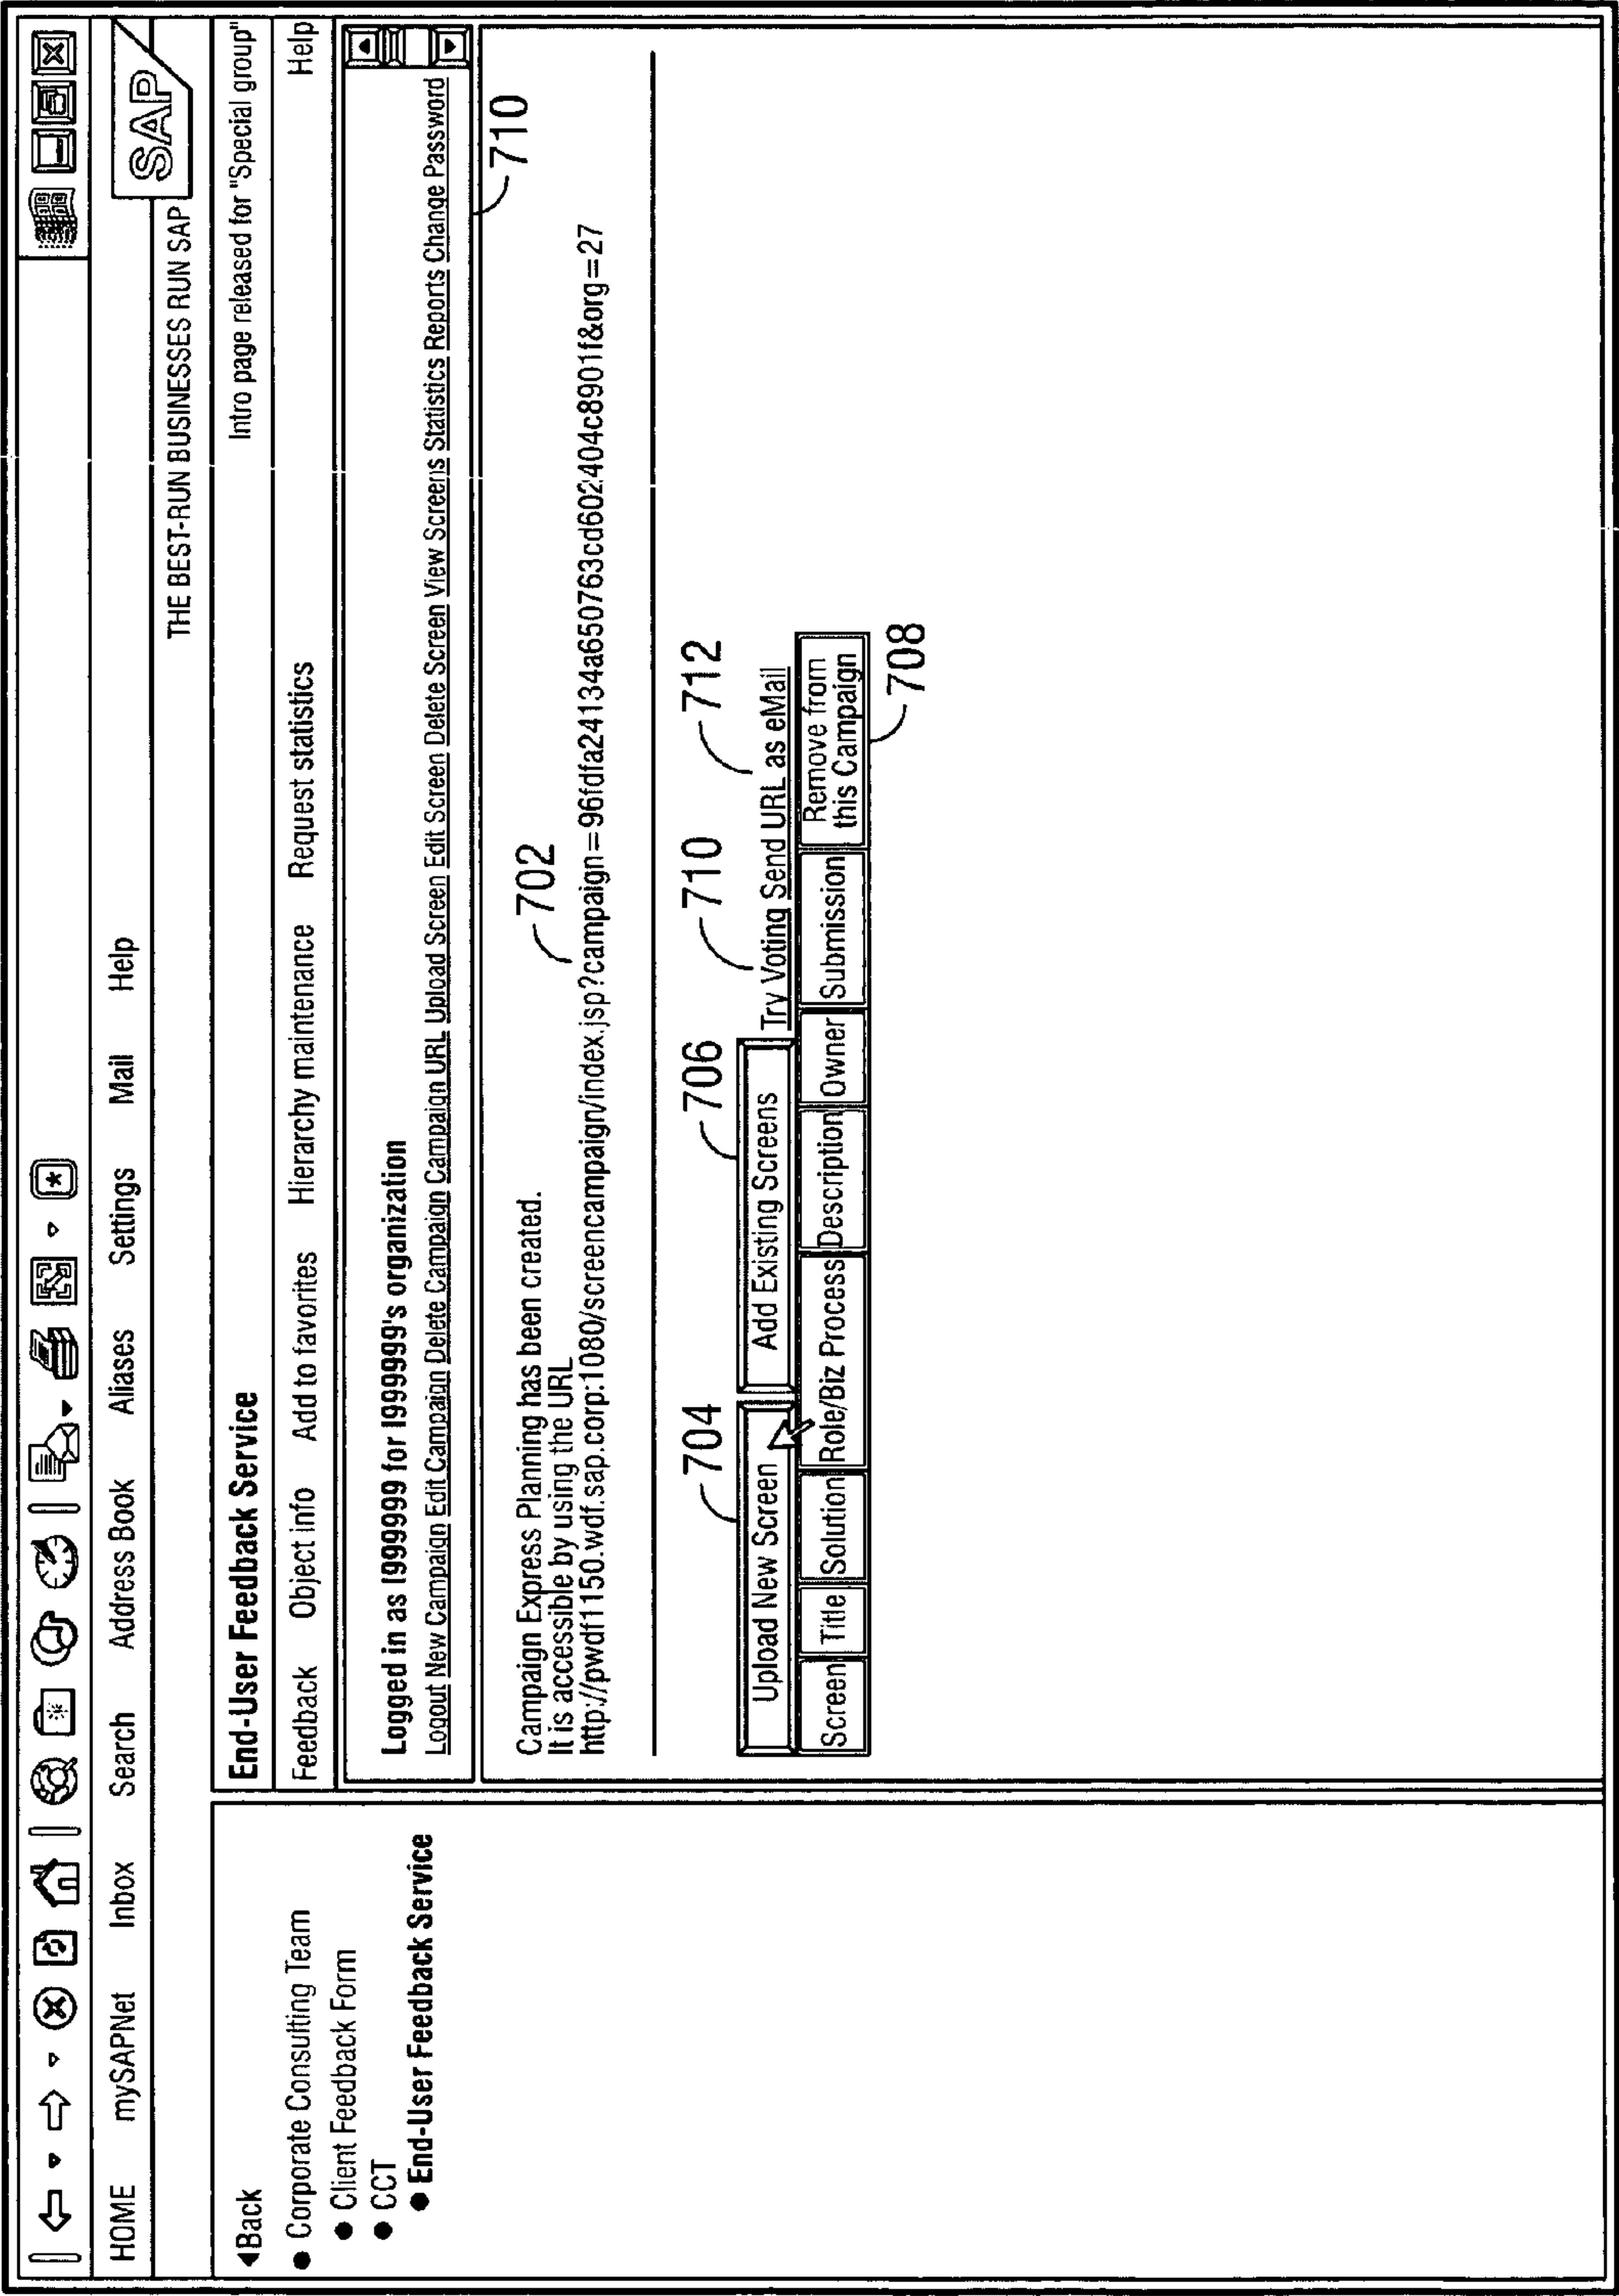 HOME mySAPNet Inbox Search Address Book Aliases Settings Mail Help
SAP
THE BEST-RUN BUSINESSES RUN SAP
Back
Corporate Consulting Team
Client Feedback Form
CCT
End-User Feedback Service
End-User Feedback Service Intro page released for "Special group"
Feedback Object info Add to favorites Hierarchy maintenance Request statistics Help
Logged in as I999999 for I99999's organization
Logout New Campaign Edit Campaign Delete Campaign Campaign URL Upload Screen Edit Screen Delete Screen View Screens Statistics Reports Change Password
710
Campaign Express Planning has been created.
It is accessible by using the URL
702
http://pwdf1150.wdf.sap.corp:1080/screencampaign/index.jsp?campaign=96fdfa24134a650763cd602404c8901f&org=27
704 706 710 712
Upload New Screen Add Existing Screens Try Voting Send URL as eMail
Screen Title Solution Role/Biz Process Description Owner Submission Remove from
this Campaign
708